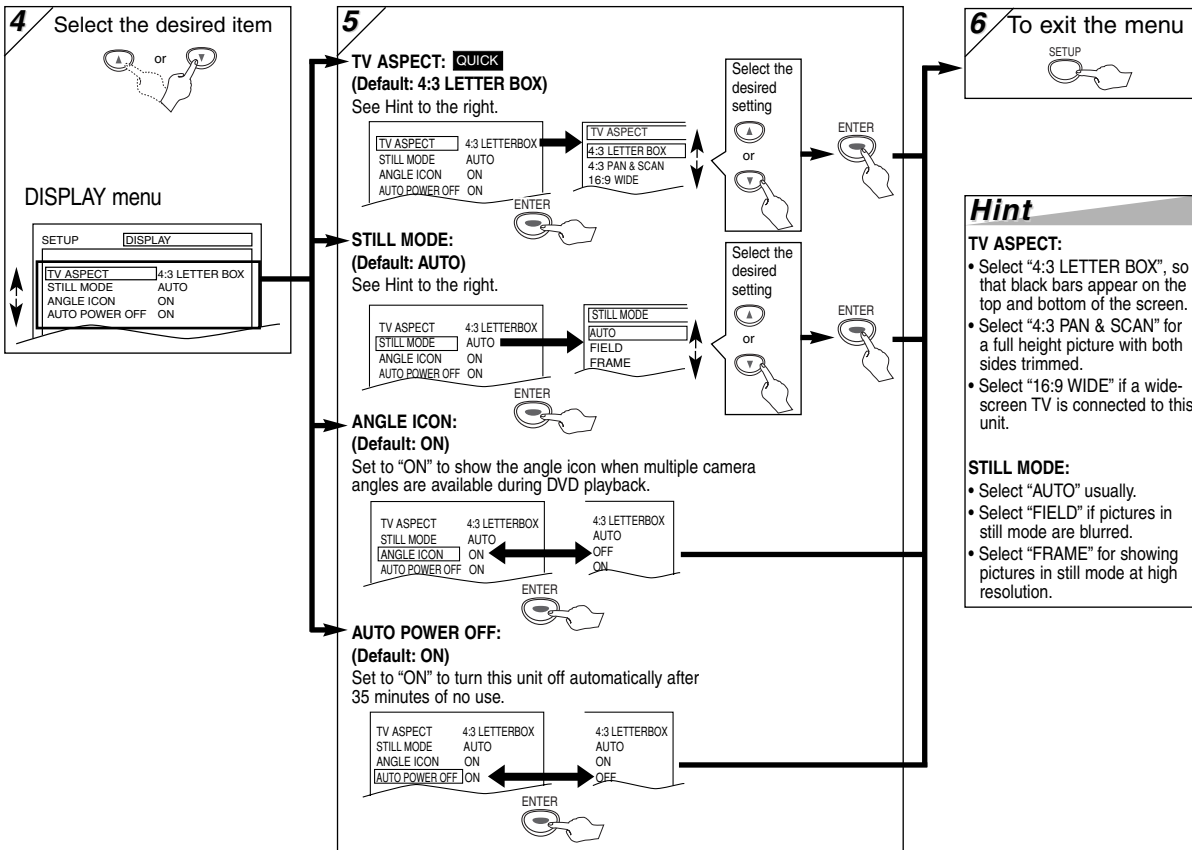 4 Select the desired item
or
DISPLAY menu
SETUP DISPLAY
TV ASPECT 4:3 LETTER BOX
STILL MODE AUTO
ANGLE ICON ON
AUTO POWER OFF ON
5
TV ASPECT: QUICK
(Default: 4:3 LETTER BOX)
See Hint to the right.
TV ASPECT 4:3 LETTERBOX
STILL MODE AUTO
ANGLE ICON ON
AUTO POWER OFF ON
ENTER
TV ASPECT
4:3 LETTER BOX
4:3 PAN & SCAN
16:9 WIDE
Select the
desired
setting
or
ENTER
STILL MODE:
(Default: AUTO)
See Hint to the right.
TV ASPECT 4:3 LETTERBOX
STILL MODE AUTO
ANGLE ICON ON
AUTO POWER OFF ON
ENTER
STILL MODE
AUTO
FIELD
FRAME
Select the
desired
setting
or
ENTER
ANGLE ICON:
(Default: ON)
Set to “ON” to show the angle icon when multiple camera
angles are available during DVD playback.
TV ASPECT 4:3 LETTERBOX
STILL MODE AUTO
ANGLE ICON ON
AUTO POWER OFF ON
4:3 LETTERBOX
AUTO
OFF
ON
ENTER
AUTO POWER OFF:
(Default: ON)
Set to “ON” to turn this unit off automatically after
35 minutes of no use.
TV ASPECT 4:3 LETTERBOX
STILL MODE AUTO
ANGLE ICON ON
AUTO POWER OFF ON
4:3 LETTERBOX
AUTO
ON
OFF
ENTER
6 To exit the menu
SETUP
Hint
TV ASPECT:
• Select “4:3 LETTER BOX”, so
that black bars appear on the
top and bottom of the screen.
• Select “4:3 PAN & SCAN” for
a full height picture with both
sides trimmed.
• Select “16:9 WIDE” if a wide-
screen TV is connected to this
unit.
STILL MODE:
• Select “AUTO” usually.
• Select “FIELD” if pictures in
still mode are blurred.
• Select “FRAME” for showing
pictures in still mode at high
resolution.